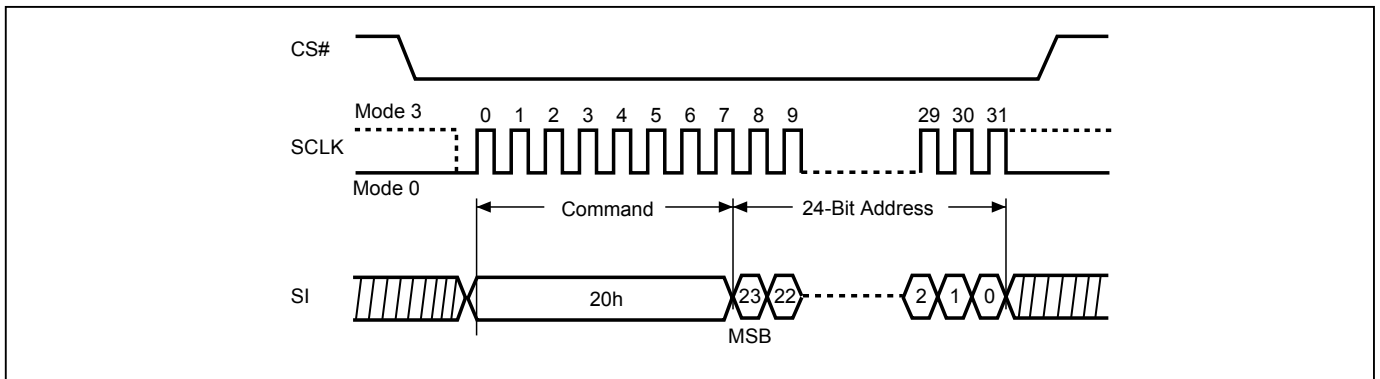 CS#
Mode 3
0 1 2 3 4 5 6 7 8 9 29 30 31
SCLK
Mode 0
Command 24-Bit Address
SI 20h 23 22 2 1 0
MSB